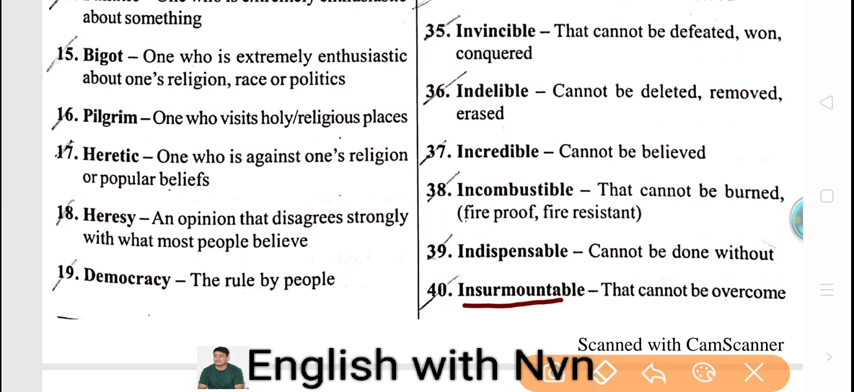 about something
15. Bigot – One who is extremely enthusiastic
about one's religion, race or politics
16. Pilgrim – One who visits holy/religious places
17. Heretic – One who is against one's religion
or popular beliefs
18. Heresy – An opinion that disagrees strongly
with what most people believe
19. Democracy – The rule by people
35. Invincible – That cannot be defeated, won,
conquered
36. Indelible – Cannot be deleted, removed,
erased
37. Incredible – Cannot be believed
38. Incombustible – That cannot be burned,
(fire proof, fire resistant)
39. Indispensable – Cannot be done without
40. Insurmountable – That cannot be overcome
Scanned with CamScanner
English with Nvn